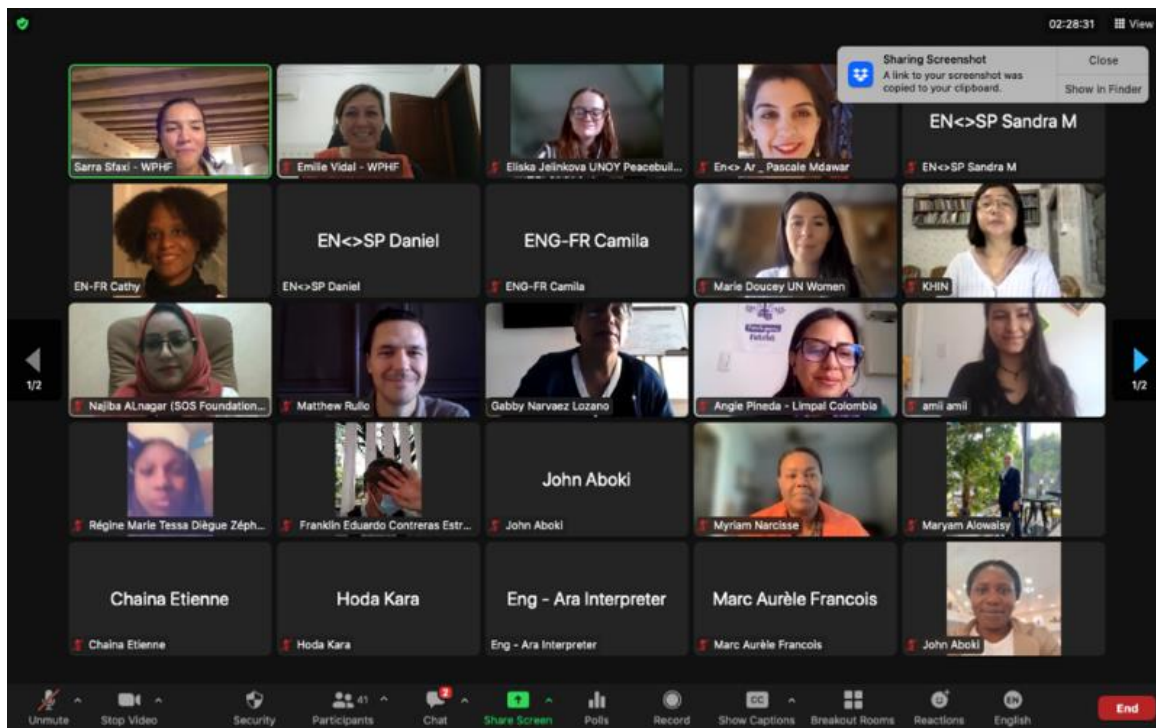 02:28:31 View
Sharing Screenshot
A link to your screenshot was
copied to your clipboard.
Close
Show in Finder
Sarra Sfaxi - WPHF
Emilie Vidal - WPHF
Eliska Jelinkova UNOY Peacebuil...
En<> Ar _ Pascale Mdawar
EN<>SP Sandra M
EN<>SP Sandra M
EN-FR Cathy
EN<>SP Daniel
EN<>SP Daniel
ENG-FR Camila
ENG-FR Camila
Marie Doucey UN Women
KHIN
1/2
Najiba ALnagar (SOS Foundation...
Matthew Rullo
Gabby Narvaez Lozano
Angie Pineda - Limpal Colombia
amii amii
1/2
Régine Marie Tessa Diègue Zéph...
Franklin Eduardo Contreras Estr...
John Aboki
John Aboki
Myriam Narcisse
Maryam Alowaisy
Chaina Etienne
Chaina Etienne
Hoda Kara
Hoda Kara
Eng - Ara Interpreter
Eng - Ara Interpreter
Marc Aurèle Francois
Marc Aurèle Francois
John Aboki
Unmute
Stop Video
Security
41
Participants
2
Chat
Share Screen
Polls
Record
CC
Show Captions
Breakout Rooms
Reactions
EN
English
End